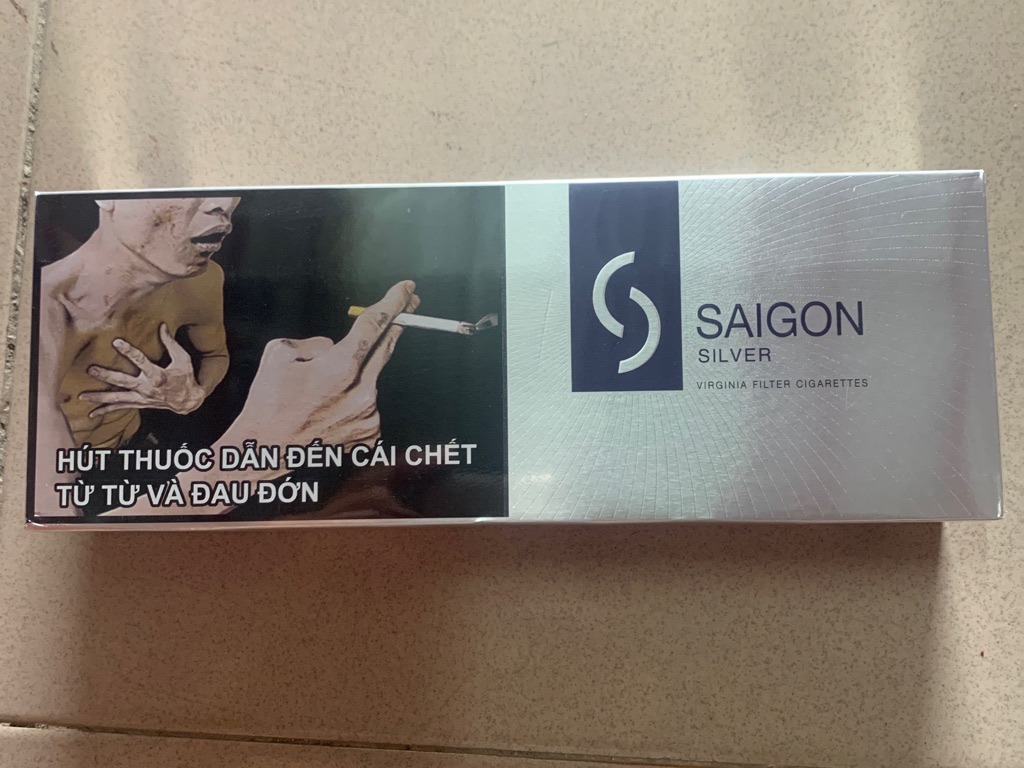 HÚT THUỐC DẪN ĐẾN CÁI CHẾT
TỪ TỪ VÀ ĐAU ĐỚN
SAIGON
SILVER
VIRGINIA FILTER CIGARETTES